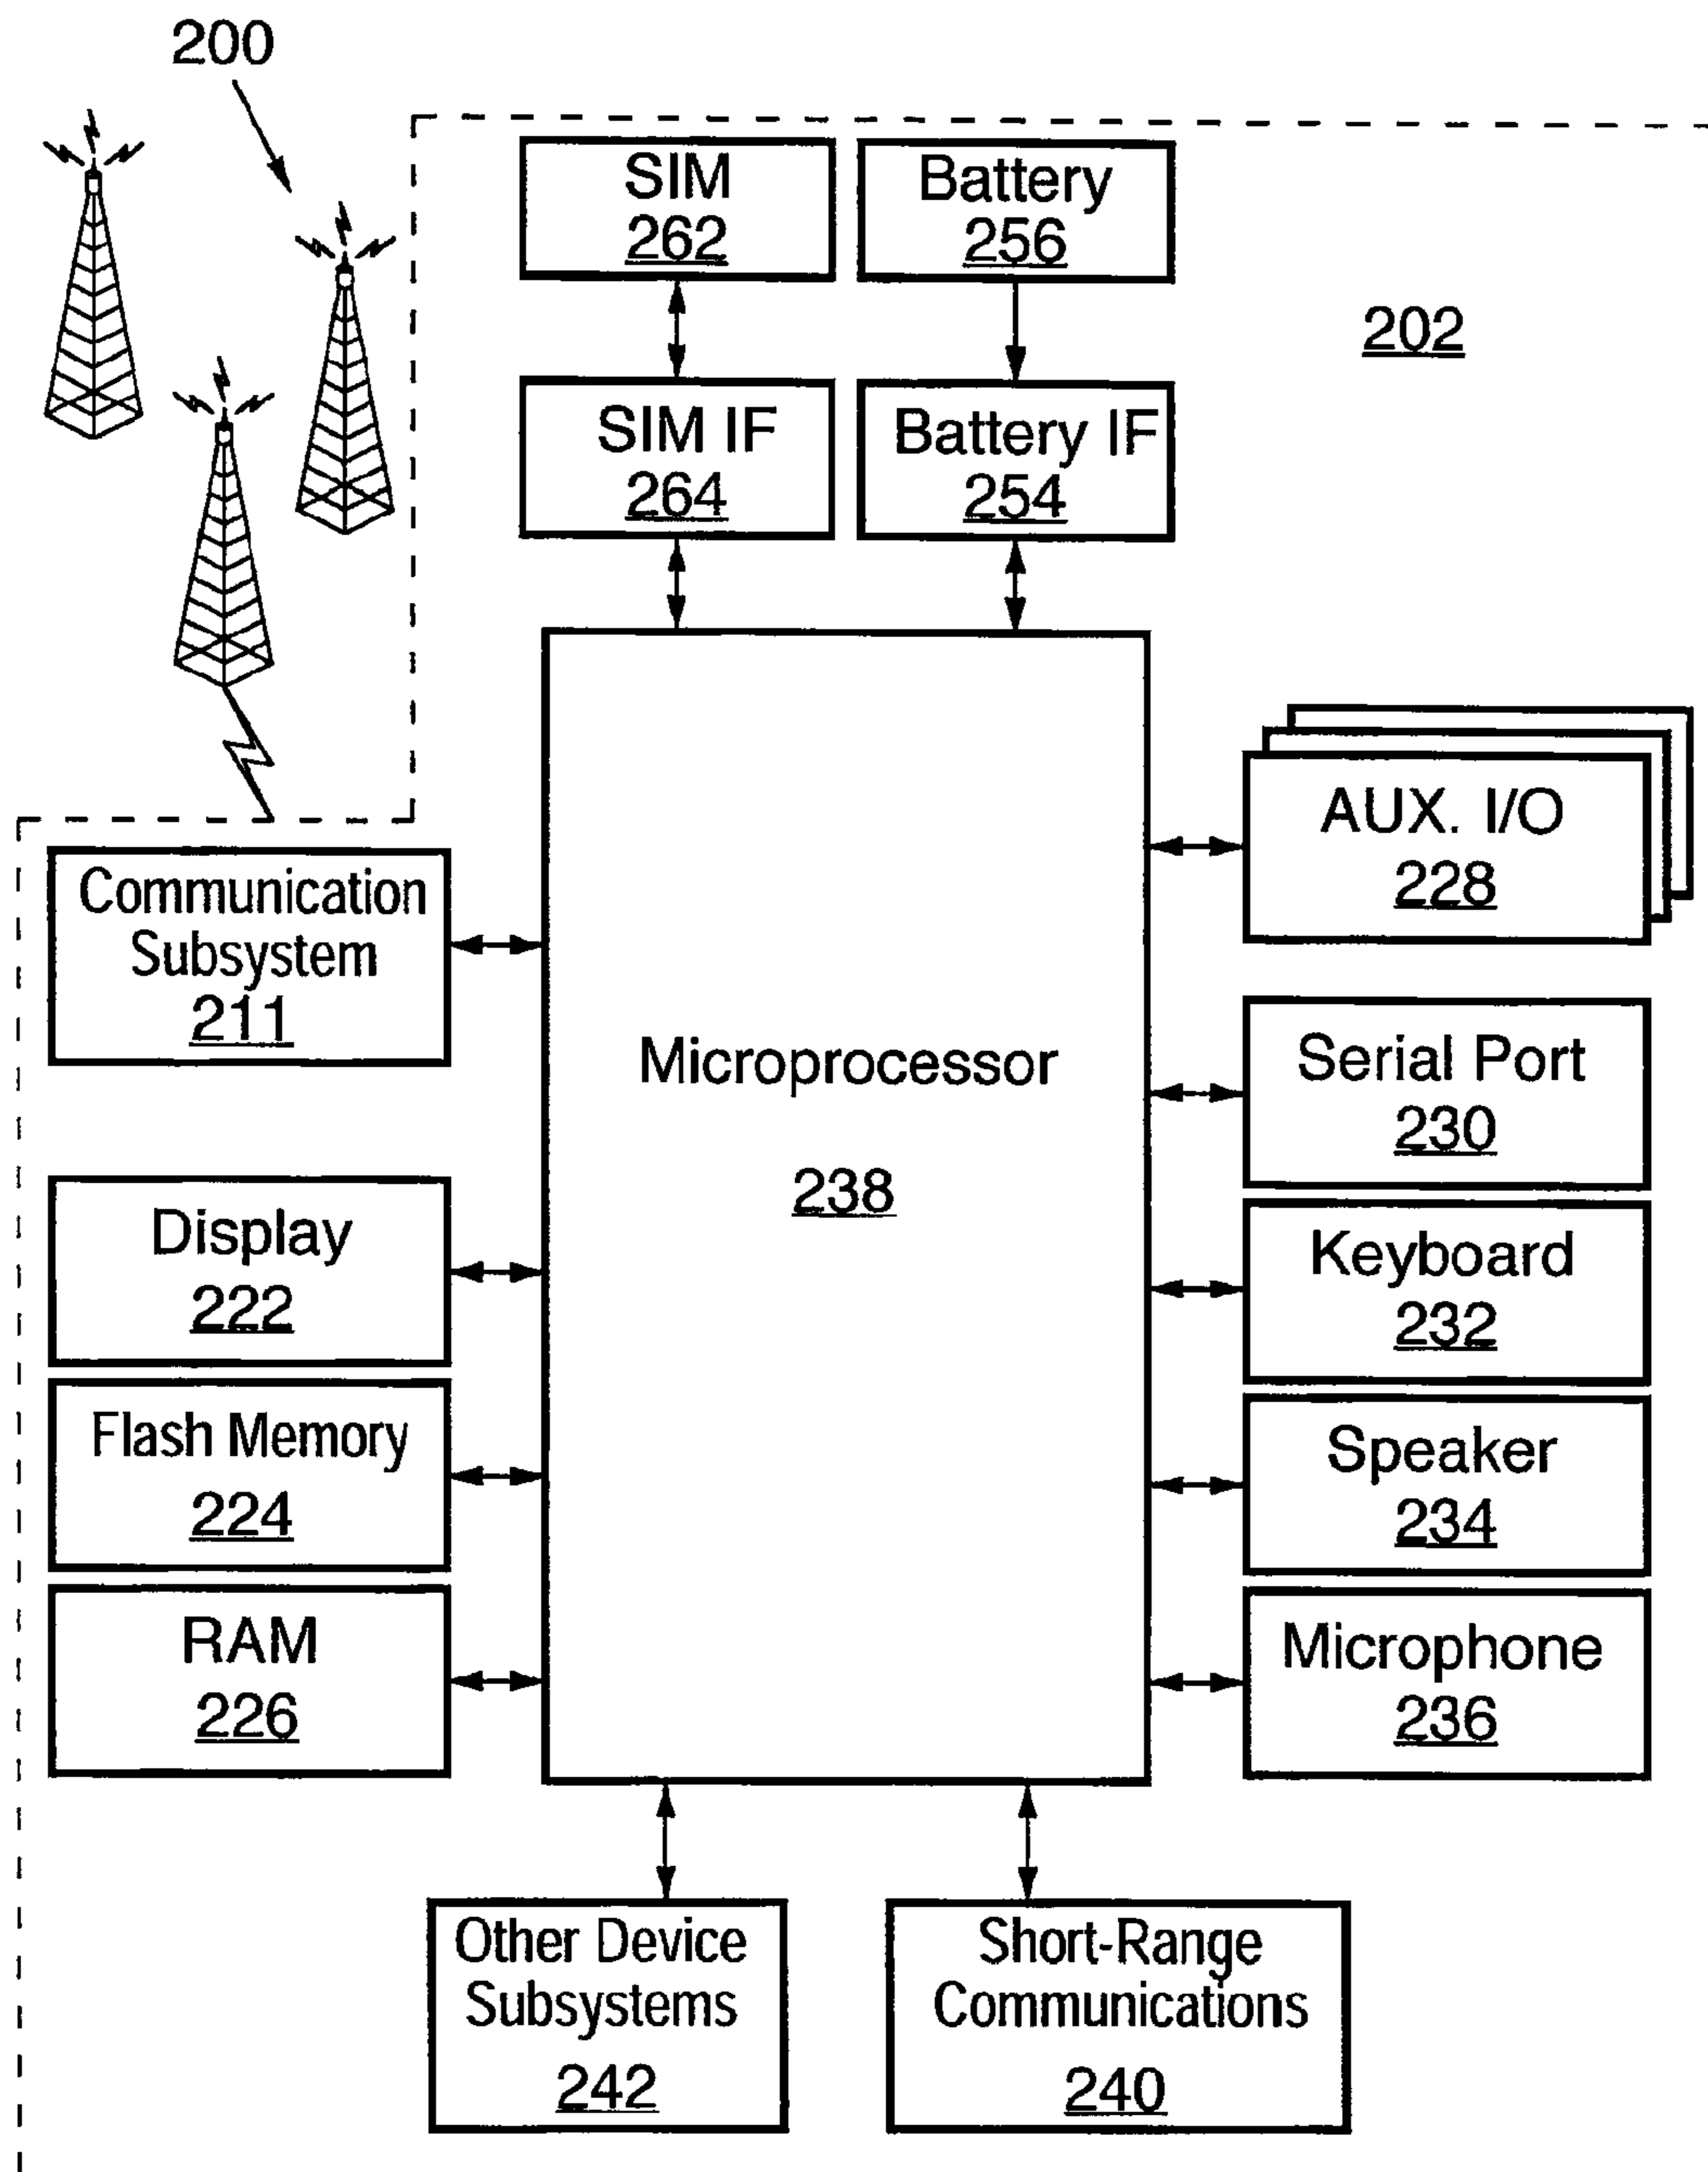 200
SIM
262
Battery
256
202
SIM IF
264
Battery IF
254
AUX. I/O
228
Communication
Subsystem
211
Microprocessor
238
Serial Port
230
Display
222
Keyboard
232
Flash Memory
224
Speaker
234
RAM
226
Microphone
236
Other Device
Subsystems
242
Short-Range
Communications
240